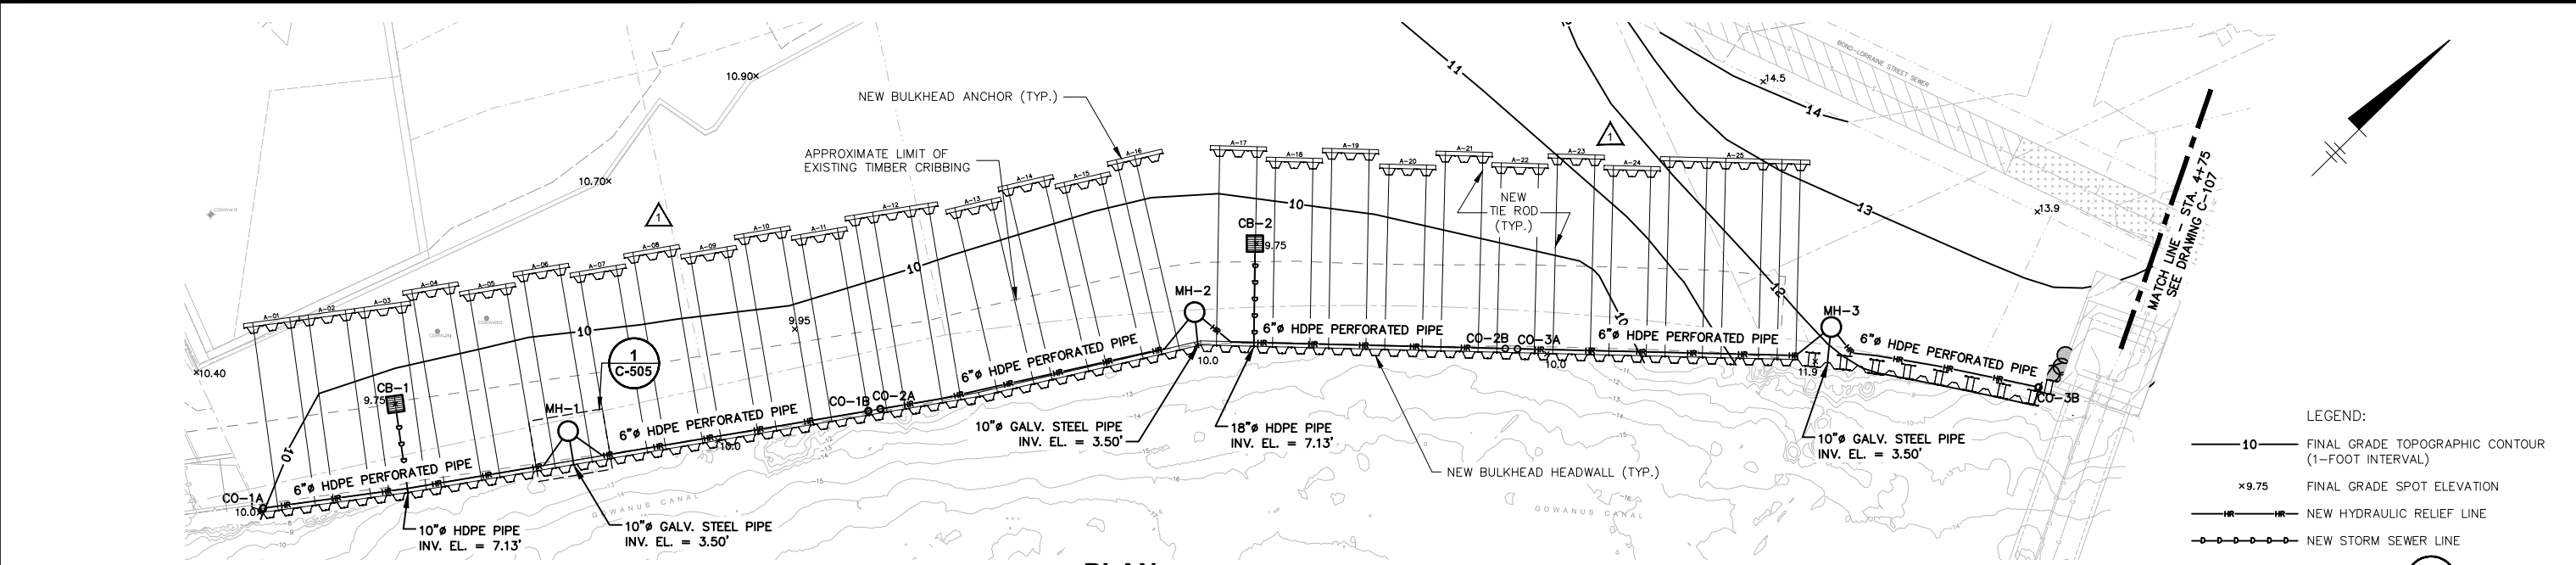 BOND-LORRAINE STREET SEWER
11
14.5
14
10.90
NEW BULKHEAD ANCHOR (TYP.)
APPROXIMATE LIMIT OF
EXISTING TIMBER CRIBBING
10.70
1
1
A-01
A-02
A-03
A-04
A-05
A-06
A-07
A-08
A-09
A-10
A-11
A-12
A-13
A-14
A-15
A-16
A-17
A-18
A-19
A-20
A-21
A-22
A-23
A-24
A-25
NEW
TIE ROD
(TYP.)
13
13.9
MATCH LINE - STA. 4+75
SEE DRAWING C-107
10
CB-2
9.75
10
12
10
9.95
10
10
MH-2
MH-3
1
C-505
10.40
CB-1
9.75
MH-1
CO-1A
10.0
6"ø HDPE PERFORATED PIPE
6"ø HDPE PERFORATED PIPE
10.0
CO-1B
CO-2A
6"ø HDPE PERFORATED PIPE
10.0
6"ø HDPE PERFORATED PIPE
CO-2B
CO-3A
10.0
6"ø HDPE PERFORATED PIPE
11.9
6"ø HDPE PERFORATED PIPE
CO-3B
10"ø HDPE PIPE
INV. EL. = 7.13'
10"ø GALV. STEEL PIPE
INV. EL. = 3.50'
10"ø GALV. STEEL PIPE
INV. EL. = 3.50'
18"ø HDPE PIPE
INV. EL. = 7.13'
NEW BULKHEAD HEADWALL (TYP.)
10"ø GALV. STEEL PIPE
INV. EL. = 3.50'
GOWANUS CANAL
GOWANUS CANAL
LEGEND:
10 FINAL GRADE TOPOGRAPHIC CONTOUR
(1-FOOT INTERVAL)
×9.75 FINAL GRADE SPOT ELEVATION
HR HR NEW HYDRAULIC RELIEF LINE
D D D D D D NEW STORM SEWER LINE